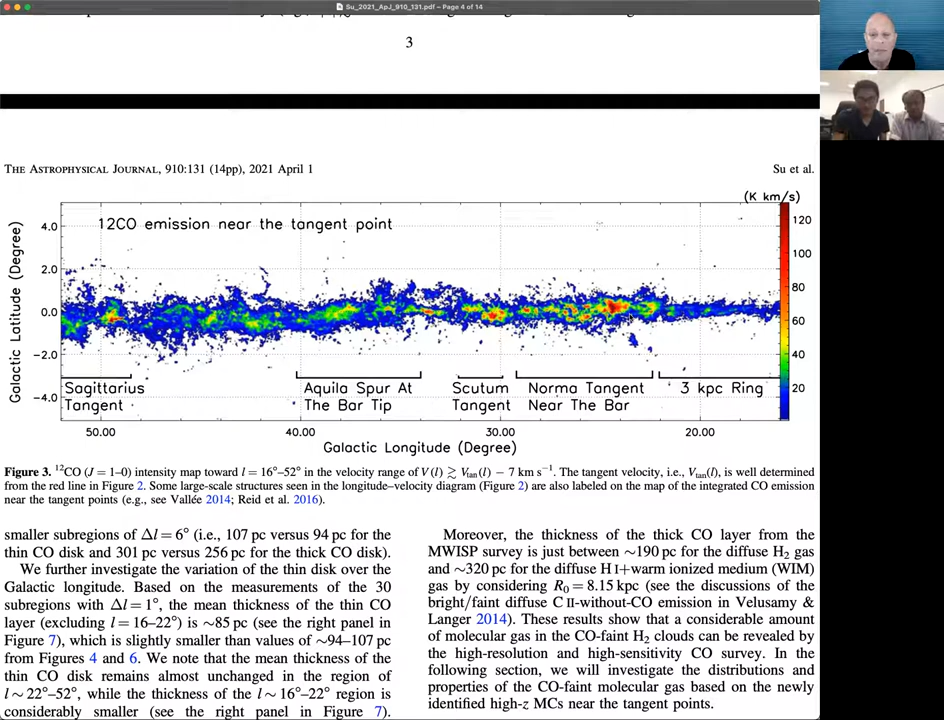 Su_2021_ApJ_910_131.pdf – Page 4 of 14
3
THE ASTROPHYSICAL JOURNAL, 910:131 (14pp), 2021 April 1
Su et al.
(K km/s)
12CO emission near the tangent point
Galactic Latitude (Degree)
4.0
2.0
0.0
-2.0
-4.0
120
100
80
60
40
20
Sagittarius
Tangent
Aquila Spur At
The Bar Tip
Scutum
Tangent
Norma Tangent
Near The Bar
3 kpc Ring
50.00
40.00
30.00
20.00
Galactic Longitude (Degree)
Figure 3. ¹²CO (J = 1–0) intensity map toward l = 16°–52° in the velocity range of V(l) ≳ Vtan(l) − 7 km s⁻¹. The tangent velocity, i.e., Vtan(l), is well determined
from the red line in Figure 2. Some large-scale structures seen in the longitude–velocity diagram (Figure 2) are also labeled on the map of the integrated CO emission
near the tangent points (e.g., see Vallée 2014; Reid et al. 2016).
smaller subregions of Δl = 6° (i.e., 107 pc versus 94 pc for the
thin CO disk and 301 pc versus 256 pc for the thick CO disk).
We further investigate the variation of the thin disk over the
Galactic longitude. Based on the measurements of the 30
subregions with Δl = 1°, the mean thickness of the thin CO
layer (excluding l = 16–22°) is ~85 pc (see the right panel in
Figure 7), which is slightly smaller than values of ~94–107 pc
from Figures 4 and 6. We note that the mean thickness of the
thin CO disk remains almost unchanged in the region of
l ~ 22°–52°, while the thickness of the l ~ 16°–22° region is
considerably smaller (see the right panel in Figure 7).
Moreover, the thickness of the thick CO layer from the
MWISP survey is just between ~190 pc for the diffuse H₂ gas
and ~320 pc for the diffuse H I+warm ionized medium (WIM)
gas by considering R₀ = 8.15 kpc (see the discussions of the
bright/faint diffuse C II-without-CO emission in Velusamy &
Langer 2014). These results show that a considerable amount
of molecular gas in the CO-faint H₂ clouds can be revealed by
the high-resolution and high-sensitivity CO survey. In the
following section, we will investigate the distributions and
properties of the CO-faint molecular gas based on the newly
identified high-z MCs near the tangent points.